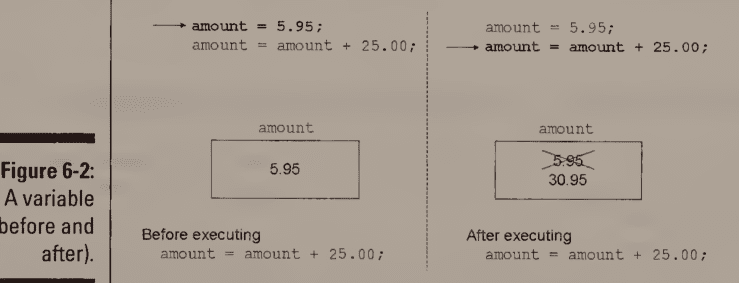 amount = 5.95;
amount = amount + 25.00;
amount
5.95
Before executing
amount = amount + 25.00;
amount = 5.95;
amount = amount + 25.00;
amount
5.95
30.95
After executing
amount = amount + 25.00;
Figure 6-2:
A variable
before and
after).